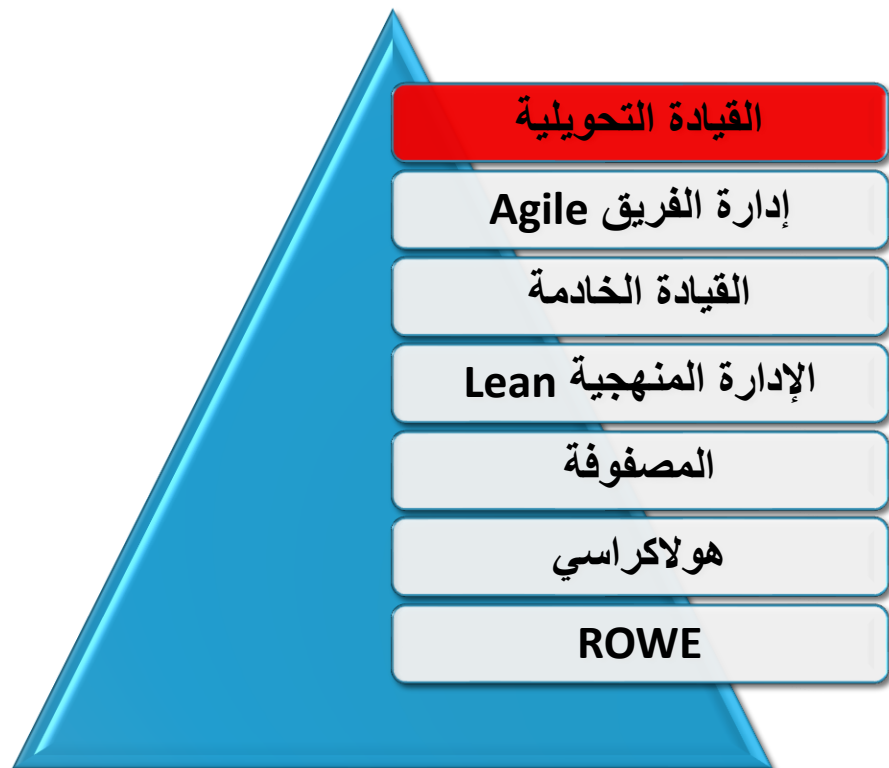 القيادة التحويلية
إدارة الفريق Agile
القيادة الخادمة
الإدارة المنهجية Lean
المصفوفة
هولاكراسي
ROWE